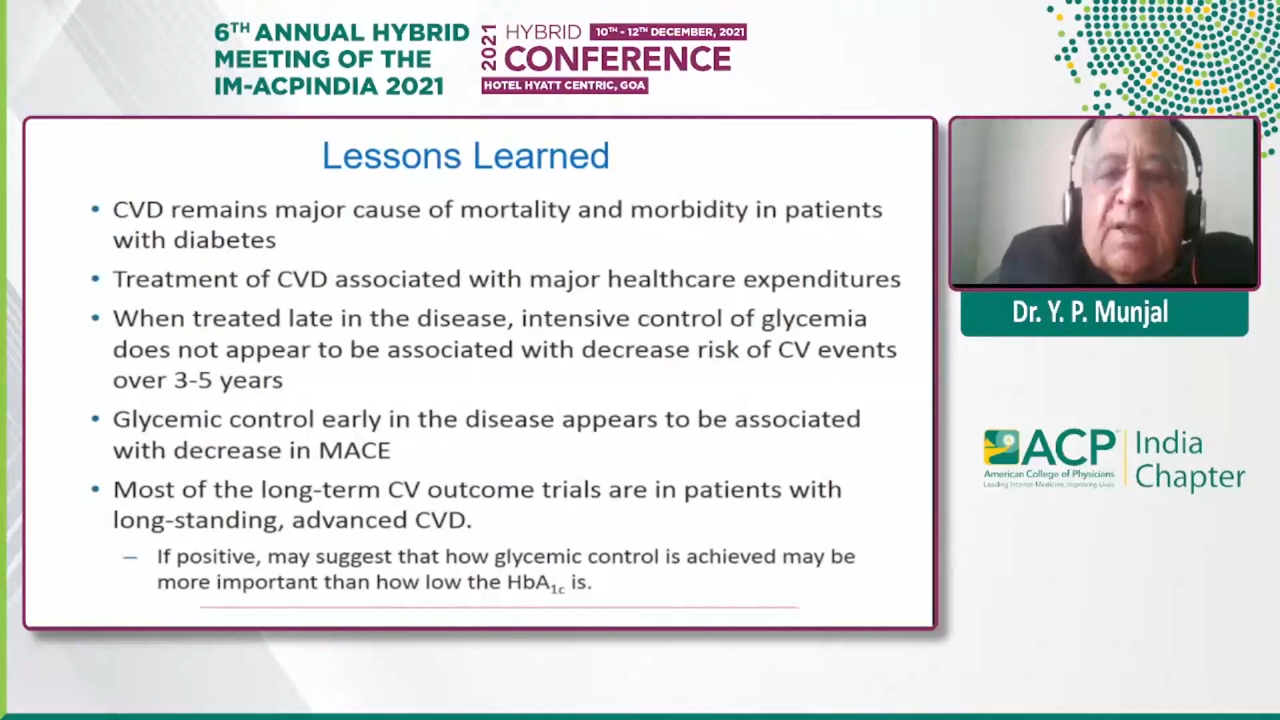 6TH ANNUAL HYBRID
MEETING OF THE
IM-ACPINDIA 2021
2021
HYBRID 10TH - 12TH DECEMBER, 2021
CONFERENCE
HOTEL HYATT CENTRIC, GOA
Lessons Learned
• CVD remains major cause of mortality and morbidity in patients
with diabetes
• Treatment of CVD associated with major healthcare expenditures
• When treated late in the disease, intensive control of glycemia
does not appear to be associated with decrease risk of CV events
over 3-5 years
• Glycemic control early in the disease appears to be associated
with decrease in MACE
• Most of the long-term CV outcome trials are in patients with
long-standing, advanced CVD.
– If positive, may suggest that how glycemic control is achieved may be
more important than how low the HbA1c is.
Dr. Y. P. Munjal
ACP
American College of Physicians
Leading Internal Medicine, Improving Lives
India
Chapter